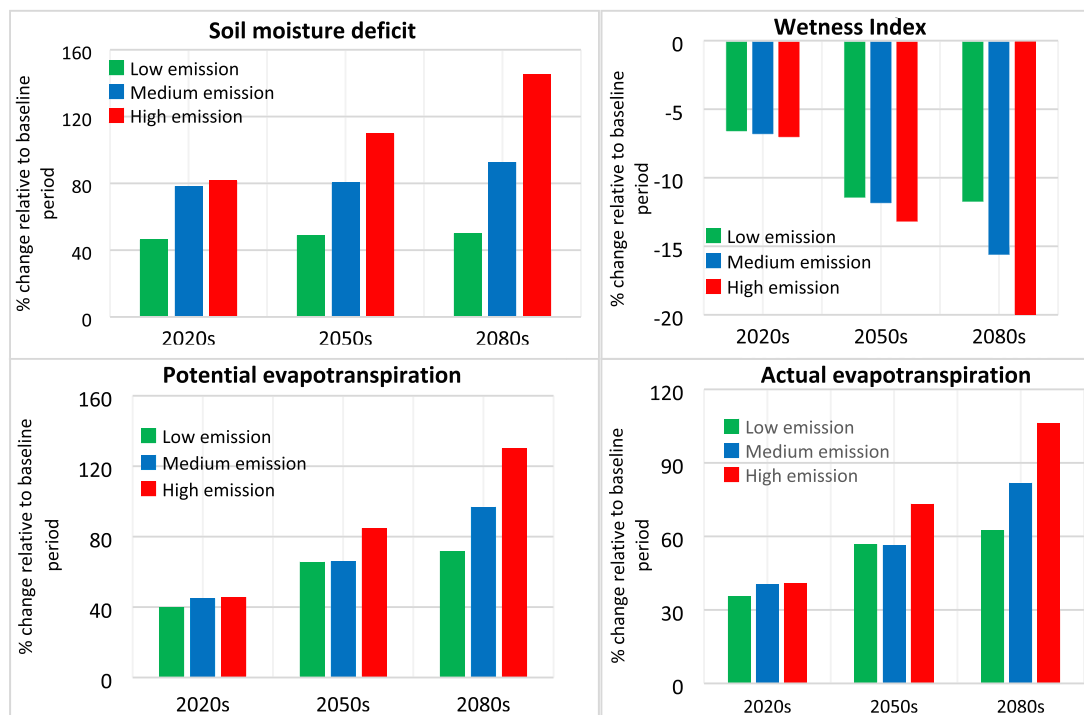 Soil moisture deficit
% change relative to baseline
period
160
120
80
40
0
Low emission
Medium emission
High emission
2020s
2050s
2080s
Wetness Index
% change relative to baseline
period
0
-5
-10
-15
-20
Low emission
Medium emission
High emission
2020s
2050s
2080s
Potential evapotranspiration
% change relative to baseline
period
160
120
80
40
0
Low emission
Medium emission
High emission
2020s
2050s
2080s
Actual evapotranspiration
% change relative to baseline
period
120
90
60
30
0
Low emission
Medium emission
High emission
2020s
2050s
2080s